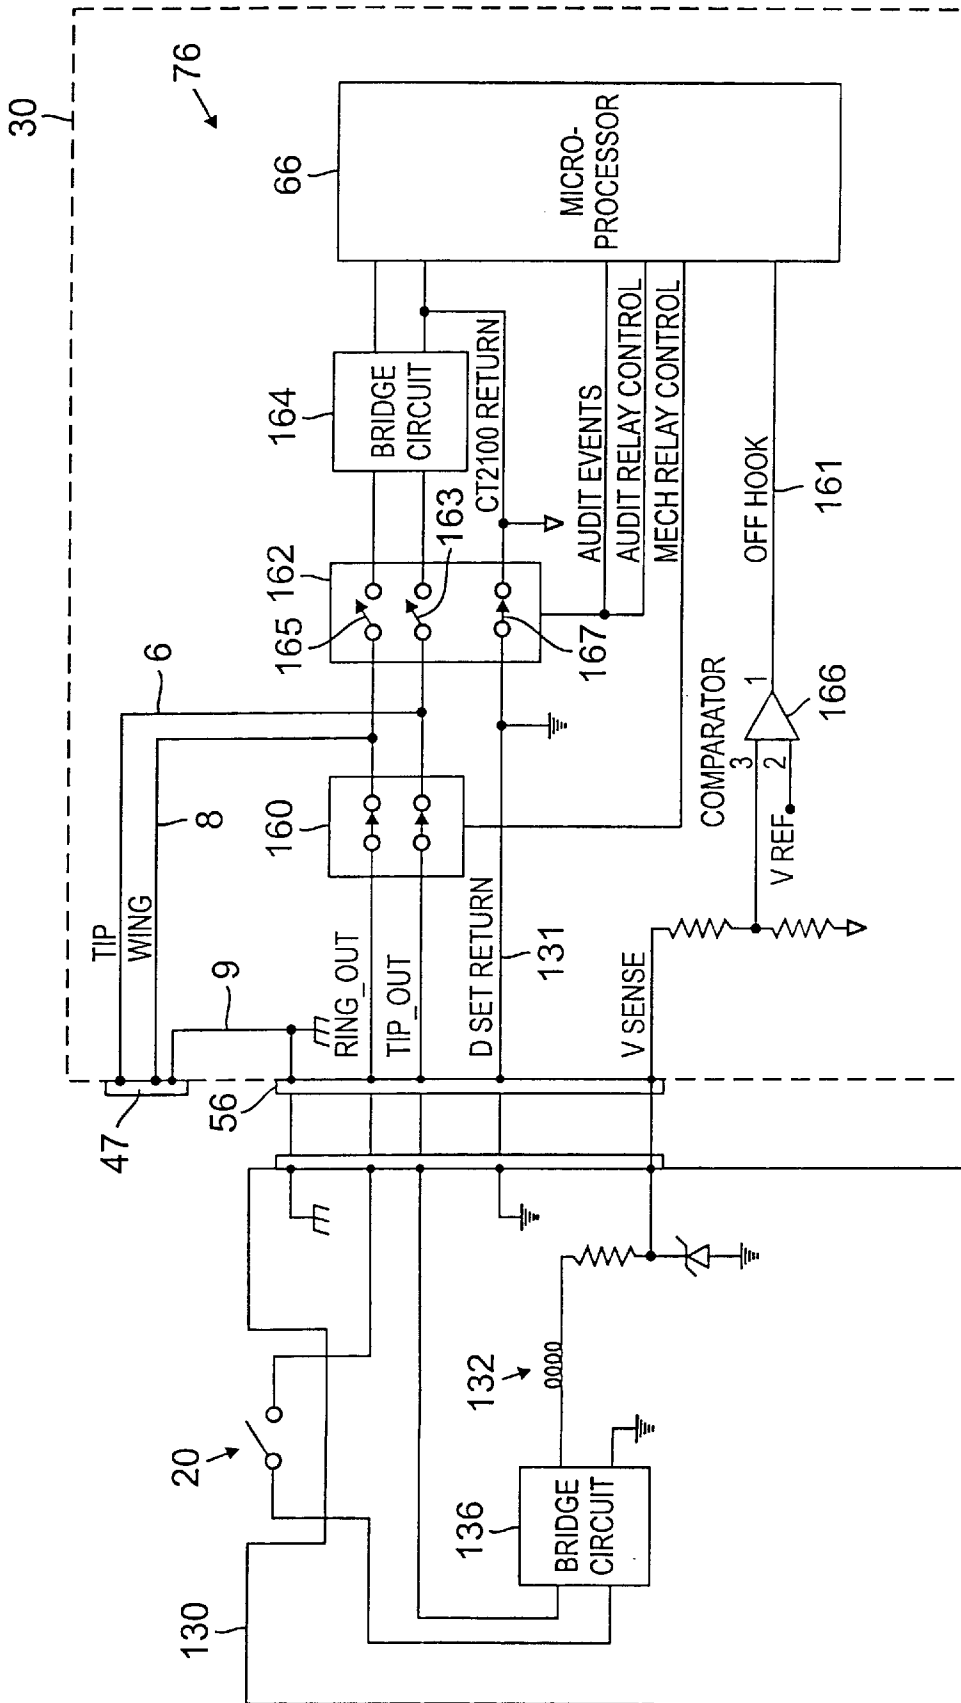 30
76
66
MICRO-
PROCESSOR
164
BRIDGE
CIRCUIT
CT2100 RETURN
AUDIT EVENTS
AUDIT RELAY CONTROL
MECH RELAY CONTROL
OFF HOOK
161
162
163
165
167
6
8
160
COMPARATOR
3
2
1
166
V REF
TIP
WING
9
RING_OUT
TIP_OUT
D SET RETURN
131
V SENSE
47
56
20
132
136
BRIDGE
CIRCUIT
130